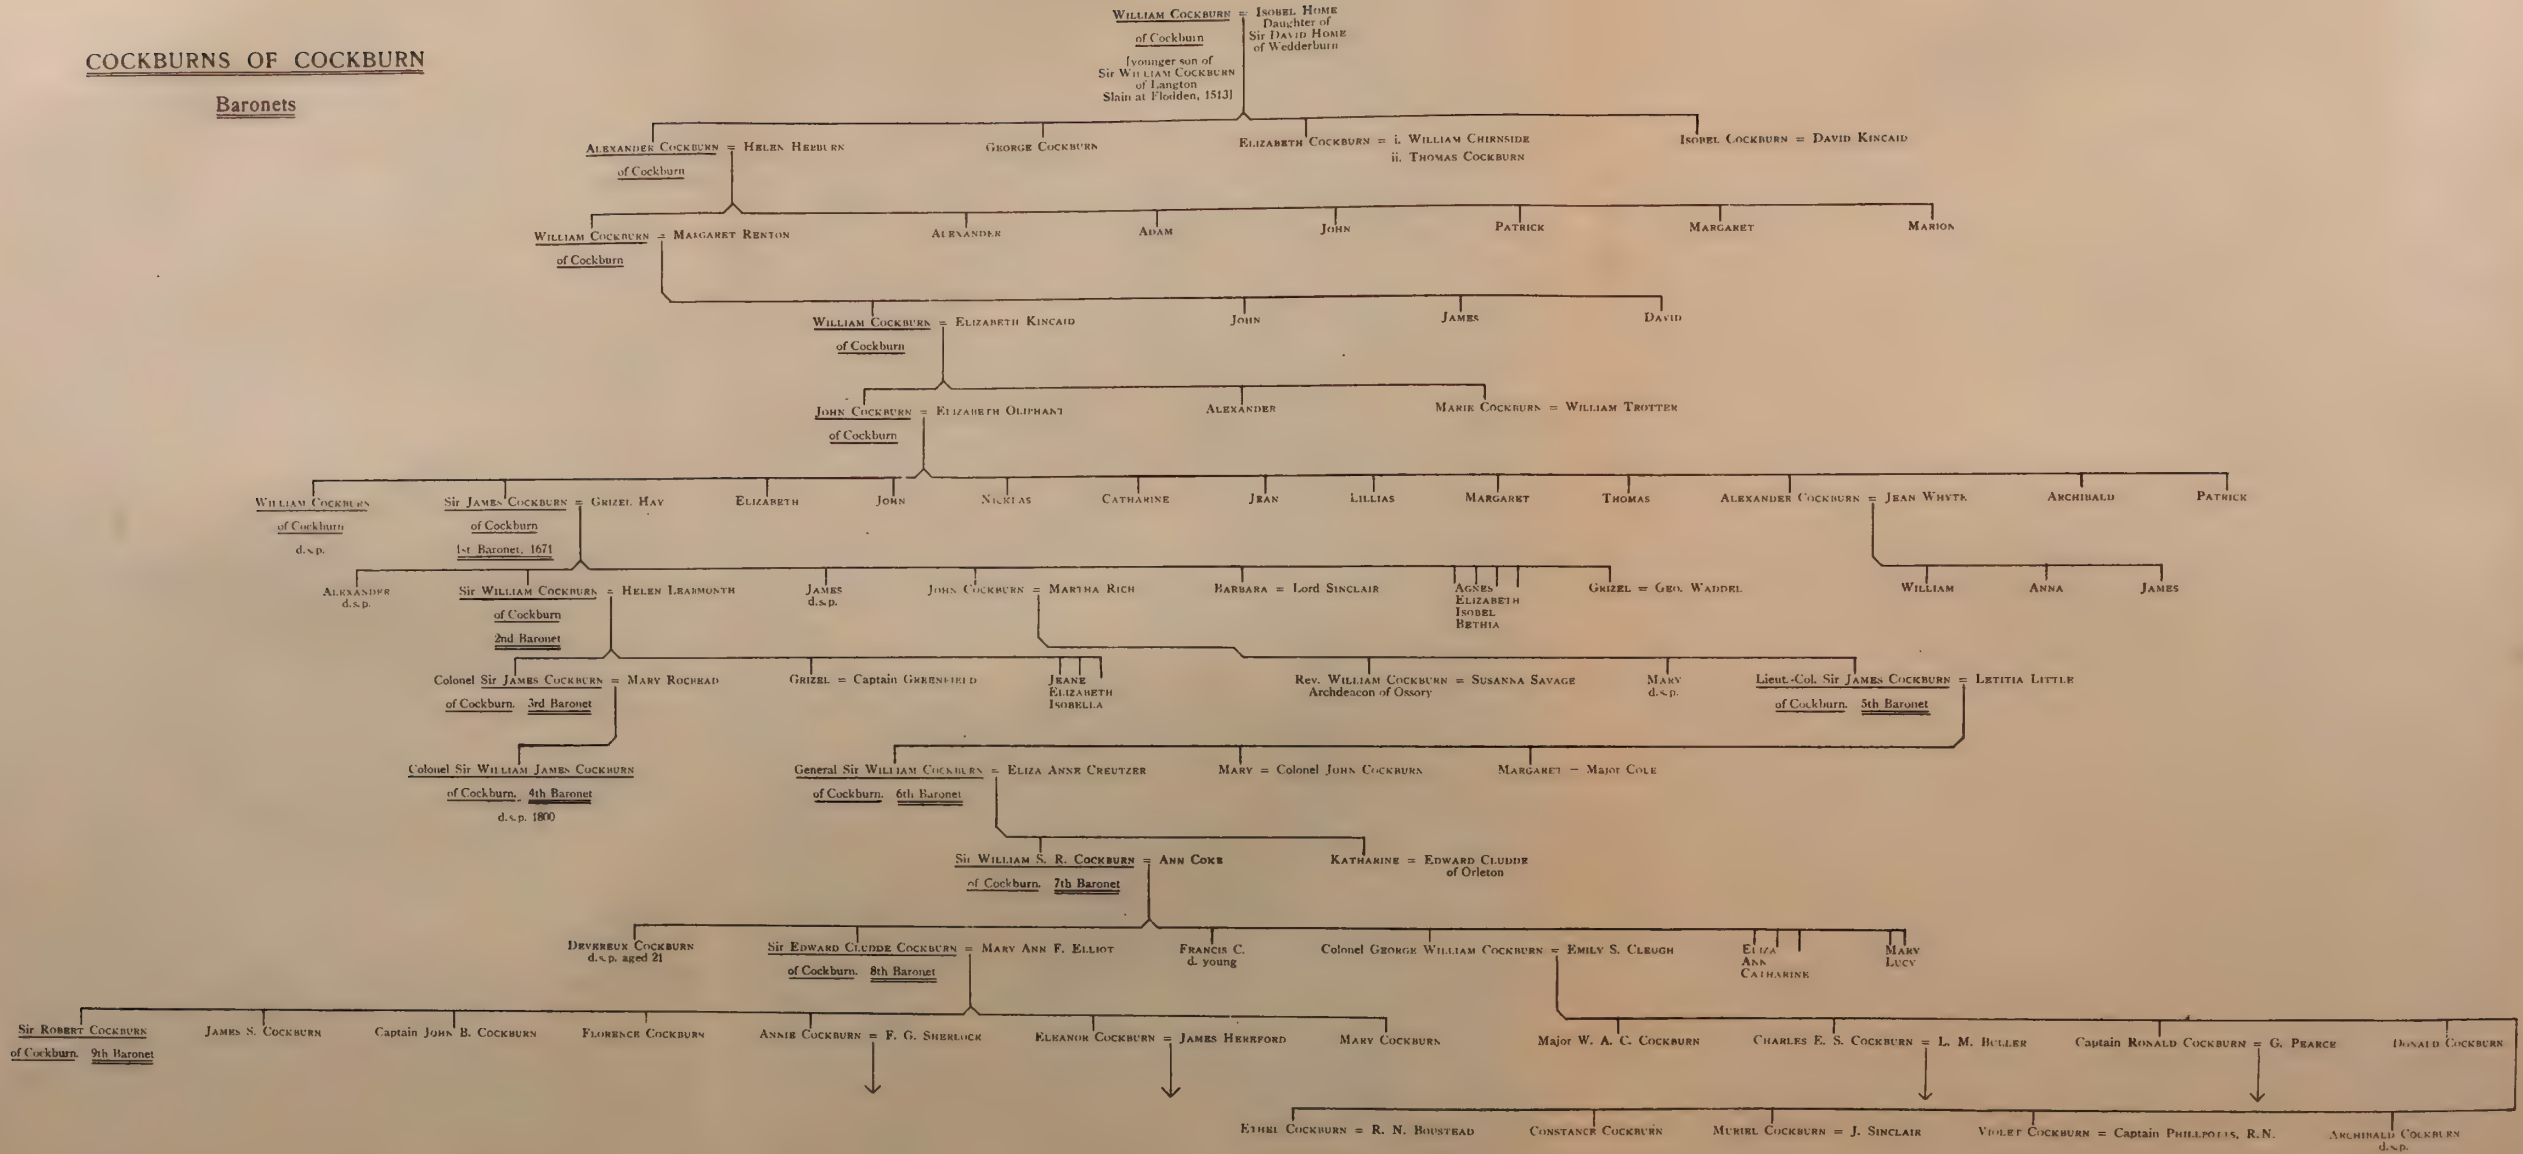 COCKBURNS OF COCKBURN
Baronets
WILLIAM COCKBURN = ISOBEL HOME
of Cockburn
Daughter of
Sir DAVID HOME
of Wedderburn
[younger son of
Sir WILLIAM COCKBURN
of Langton
Slain at Flodden, 1513]
ALEXANDER COCKBURN = HELEN HEBURN
of Cockburn
GEORGE COCKBURN
ELIZABETH COCKBURN = i. WILLIAM CHIRNSIDE
ii. THOMAS COCKBURN
ISOBEL COCKBURN = DAVID KINCAID
WILLIAM COCKBURN = MARGARET RENTON
of Cockburn
ALEXANDER
ADAM
JOHN
PATRICK
MARGARET
MARION
WILLIAM COCKBURN = ELIZABETH KINCAID
of Cockburn
JOHN
JAMES
DAVID
JOHN COCKBURN = ELIZABETH OLIPHANT
of Cockburn
ALEXANDER
MARIE COCKBURN = WILLIAM TROTTER
WILLIAM COCKBURN
of Cockburn
d.s.p.
Sir JAMES COCKBURN = GRIZEL HAY
of Cockburn
1st Baronet, 1671
ELIZABETH
JOHN
NICKLAS
CATHARINE
JEAN
LILLIAS
MARGARET
THOMAS
ALEXANDER COCKBURN = JEAN WHYTE
ARCHIBALD
PATRICK
ALEXANDER
d.s.p.
Sir WILLIAM COCKBURN = HELEN LEARMONTH
of Cockburn
2nd Baronet
JAMES
d.s.p.
JOHN COCKBURN = MARTHA RICH
BARBARA = Lord SINCLAIR
AGNES
ELIZABETH
ISOBEL
BETHIA
GRIZEL = GEO. WADDEL
WILLIAM
ANNA
JAMES
Colonel Sir JAMES COCKBURN = MARY ROCHEAD
of Cockburn. 3rd Baronet
GRIZEL = Captain GREENFIELD
JEANE
ELIZABETH
ISOBELLA
Rev. WILLIAM COCKBURN = SUSANNA SAVAGE
Archdeacon of Ossory
MARY
d.s.p.
Lieut.-Col. Sir JAMES COCKBURN = LETITIA LITTLE
of Cockburn. 5th Baronet
Colonel Sir WILLIAM JAMES COCKBURN
of Cockburn. 4th Baronet
d.s.p. 1800
General Sir WILLIAM COCKBURN = ELIZA ANNE CREUTZER
of Cockburn. 6th Baronet
MARY = Colonel JOHN COCKBURN
MARGARET = Major COLE
Sir WILLIAM S. R. COCKBURN = ANN COKE
of Cockburn. 7th Baronet
KATHARINE = EDWARD CLUDDE
of Orleton
DEVEREUX COCKBURN
d.s.p. aged 21
Sir EDWARD CLUDDE COCKBURN = MARY ANN F. ELLIOT
of Cockburn. 8th Baronet
FRANCIS C.
d. young
Colonel GEORGE WILLIAM COCKBURN = EMILY S. CLEUGH
ELIZA
ANN
CATHARINE
MARY
LUCY
Sir ROBERT COCKBURN
of Cockburn. 9th Baronet
JAMES S. COCKBURN
Captain JOHN B. COCKBURN
FLORENCE COCKBURN
ANNIE COCKBURN = F. G. SHERLOCK
ELEANOR COCKBURN = JAMES HEREFORD
MARY COCKBURN
Major W. A. C. COCKBURN
CHARLES E. S. COCKBURN = L. M. BULLER
Captain RONALD COCKBURN = G. PEARCE
DONALD COCKBURN
ETHEL COCKBURN = R. N. BOUSTEAD
CONSTANCE COCKBURN
MURIEL COCKBURN = J. SINCLAIR
VIOLET COCKBURN = Captain PHILLPOTTS, R.N.
ARCHIBALD COCKBURN
d.s.p.